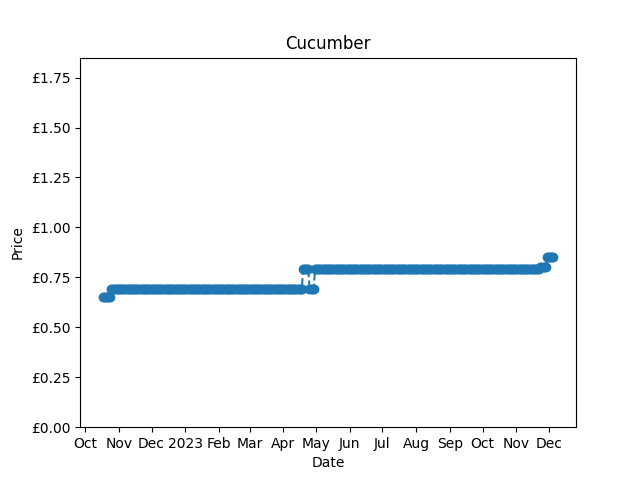 Cucumber
£1.75
£1.50
£1.25
£1.00
£0.75
£0.50
£0.25
£0.00
Price
Oct Nov Dec 2023 Feb Mar Apr May Jun Jul Aug Sep Oct Nov Dec
Date